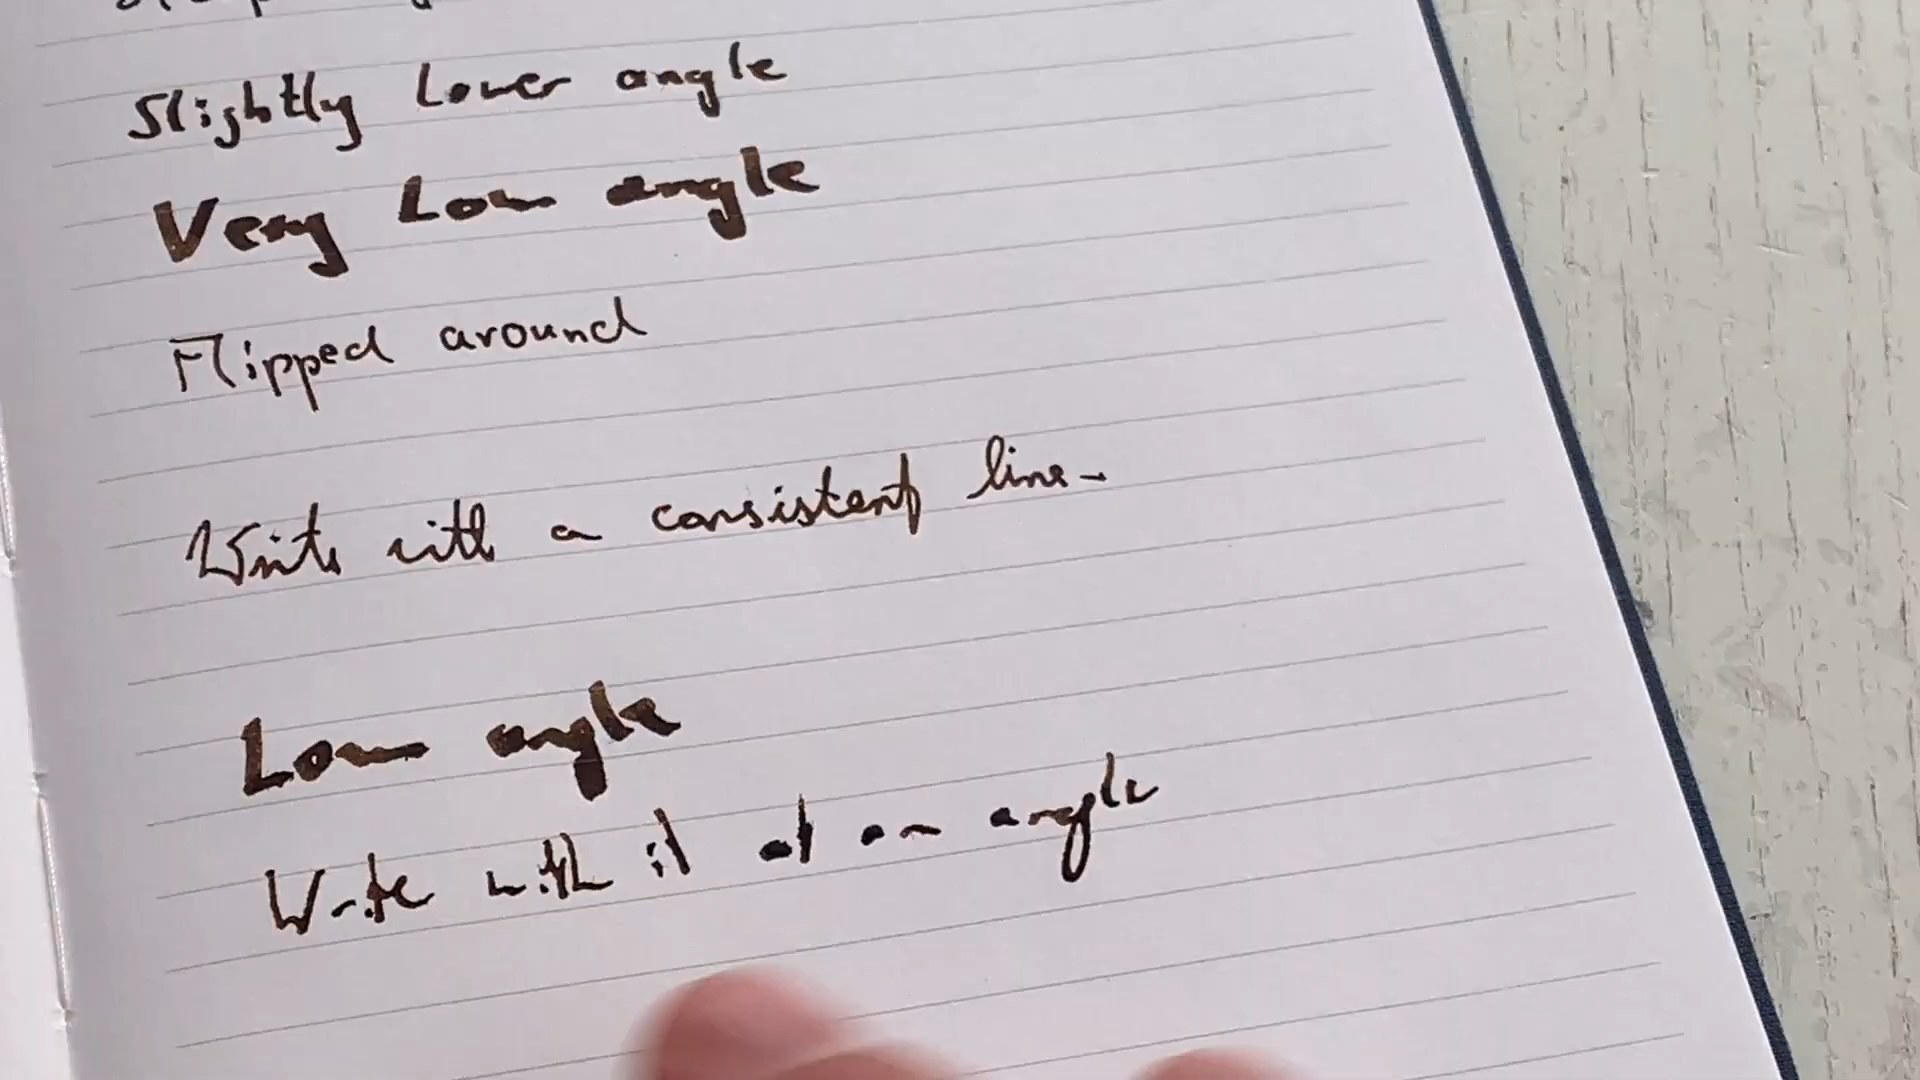 Slightly Lower angle
Very Low angle
Flipped around
Write with a consistent line-
Low angle
Write with it at an angle